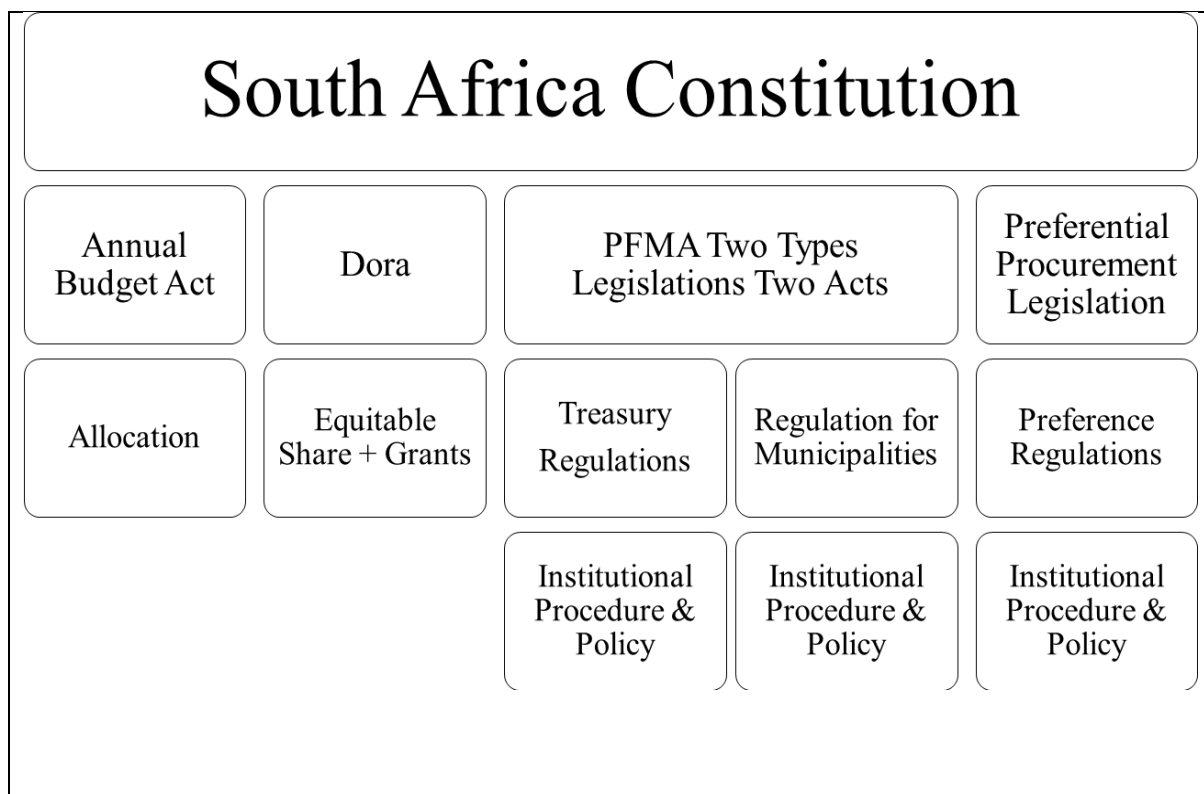 South Africa Constitution
Annual
Budget Act
Dora
PFMA Two Types
Legislations Two Acts
Preferential
Procurement
Legislation
Allocation
Equitable
Share + Grants
Treasury
Regulations
Regulation for
Municipalities
Preference
Regulations
Institutional
Procedure &
Policy
Institutional
Procedure &
Policy
Institutional
Procedure &
Policy